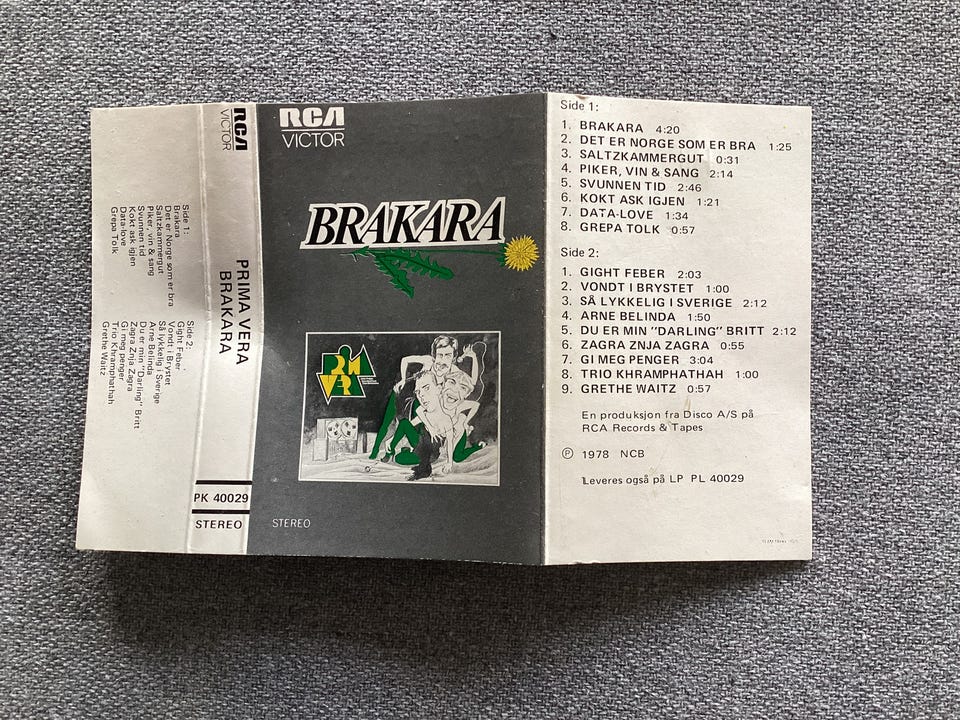 Side 1:
Brakara
Det er Norge som er bra
Saltzkammergut
Piker, vin & sang
Svunnen tid
Kokt ask igjen
Data-love
Grepa Tolk
Side 2:
Gight Feber
Vondt i Brystet
Så lykkelig i Sverige
Arne Belinda
Du er min "Darling" Britt
Zagra Znja Zagra
Gi meg penger
Trio Khramphathah
Grethe Waitz
RCA
VICTOR
PRIMA VERA
BRAKARA
PK 40029
STEREO
RCA
VICTOR
BRAKARA
PRIMA
VERA
STEREO
Side 1:
1. BRAKARA 4:20
2. DET ER NORGE SOM ER BRA 1:25
3. SALTZKAMMERGUT 0:31
4. PIKER, VIN & SANG 2:14
5. SVUNNEN TID 2:46
6. KOKT ASK IGJEN 1:21
7. DATA-LOVE 1:34
8. GREPA TOLK 0:57
Side 2:
1. GIGHT FEBER 2:03
2. VONDT I BRYSTET 1:00
3. SÅ LYKKELIG I SVERIGE 2:12
4. ARNE BELINDA 1:50
5. DU ER MIN "DARLING" BRITT 2:12
6. ZAGRA ZNJA ZAGRA 0:55
7. GI MEG PENGER 3:04
8. TRIO KHRAMPHATHAH 1:00
9. GRETHE WAITZ 0:57
En produksjon fra Disco A/S på
RCA Records & Tapes
Ⓟ 1978 NCB
Leveres også på LP PL 40029